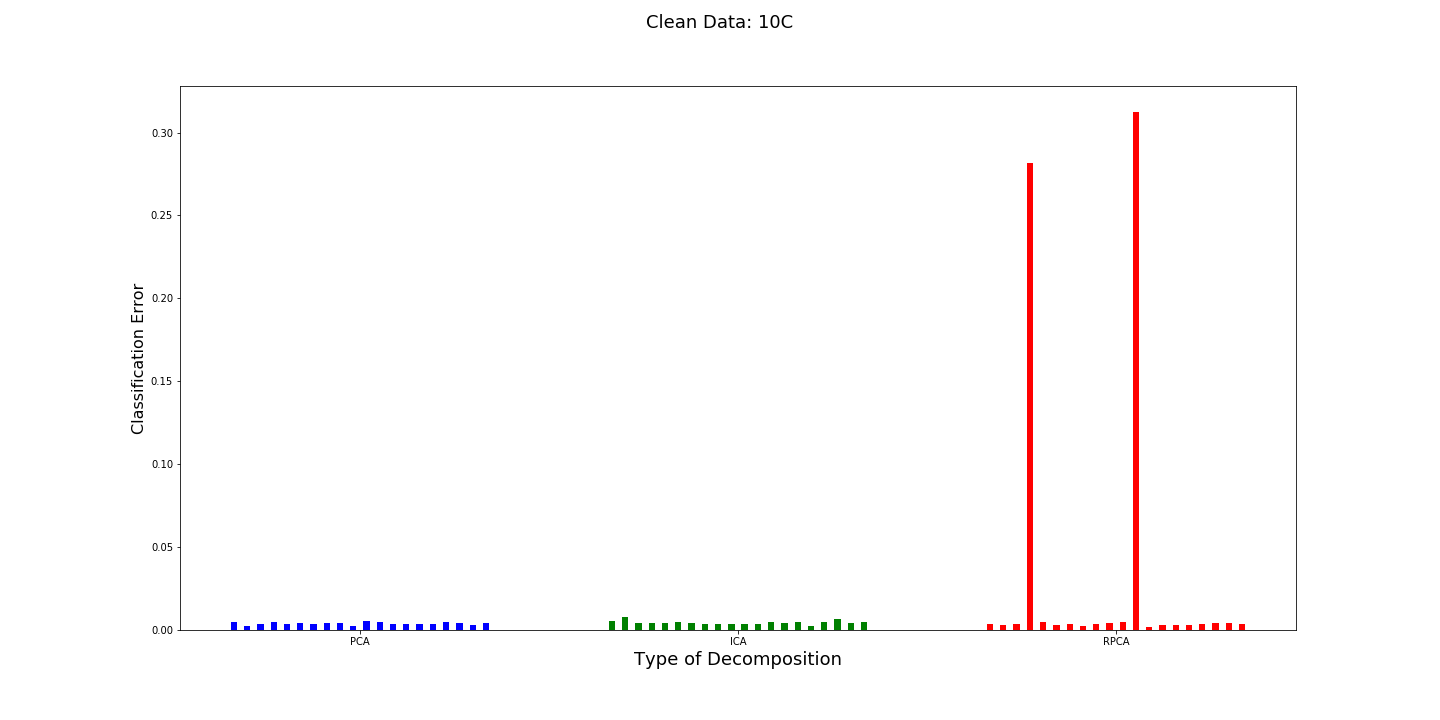 Clean Data: 10C
0.30
0.25
0.20
0.15
0.10
0.05
0.00
Classification Error
PCA
ICA
RPCA
Type of Decomposition